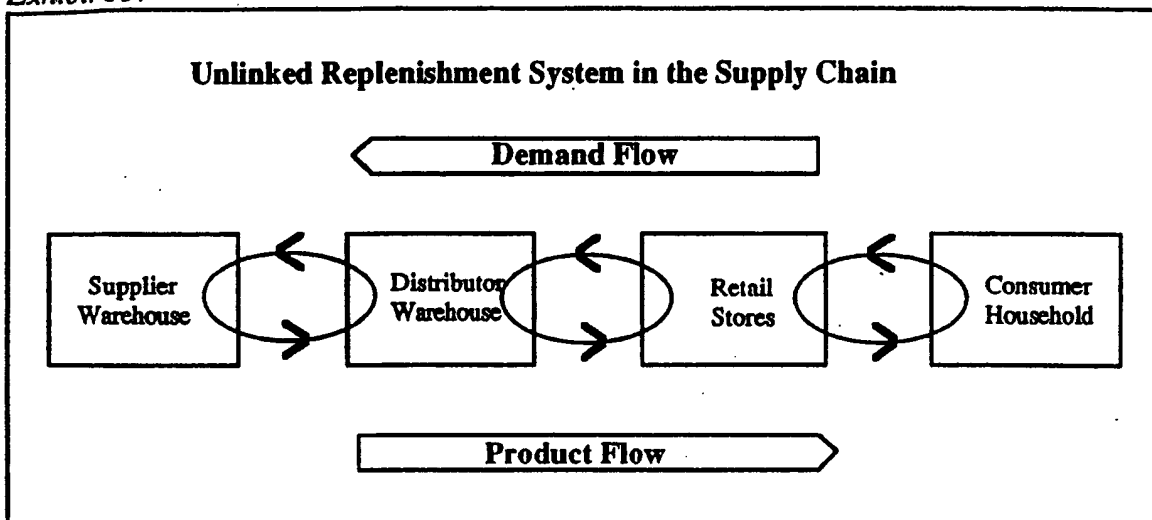 Unlinked Replenishment System in the Supply Chain
Demand Flow
Supplier
Warehouse
Distributor
Warehouse
Retail
Stores
Consumer
Household
Product Flow